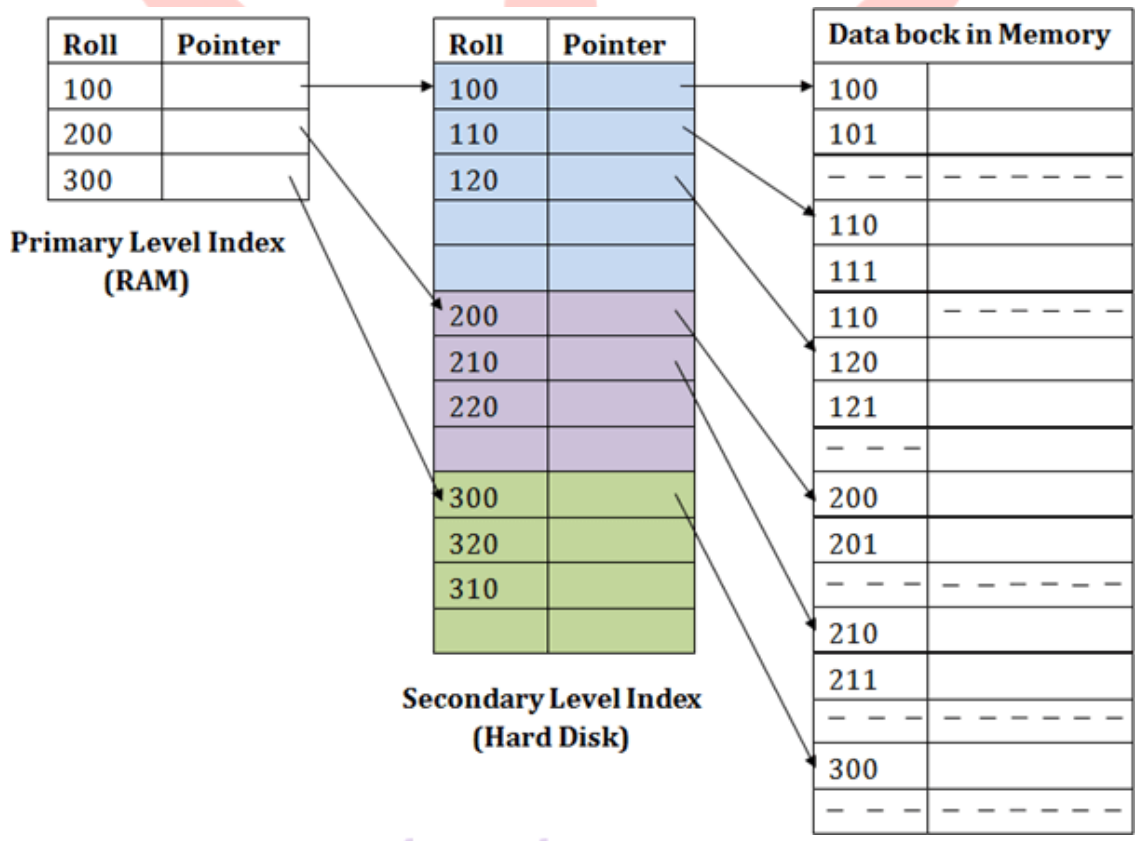 Roll Pointer
100
200
300
Primary Level Index
(RAM)
Roll Pointer
100
110
120
200
210
220
300
320
310
Secondary Level Index
(Hard Disk)
Data bock in Memory
100
101
– – – – – – – – –
110
111
110 – – – – – –
120
121
– – –
200
201
– – – – – – – – –
210
211
– – – – – – – – –
300
– – – – – – – – –